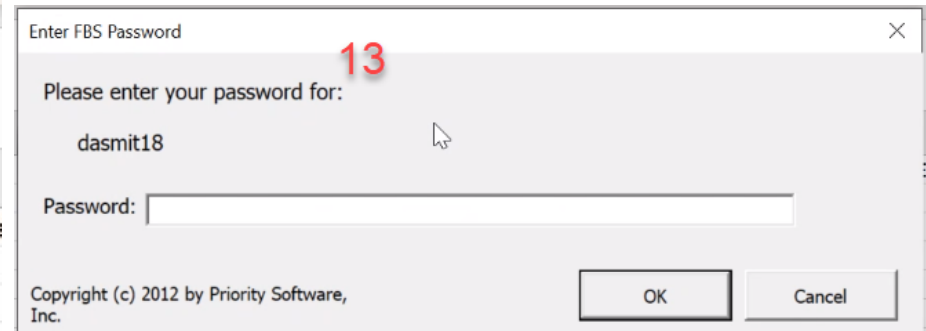 Enter FBS Password
13
Please enter your password for:
dasmit18
Password:
Copyright (c) 2012 by Priority Software,
Inc.
OK
Cancel